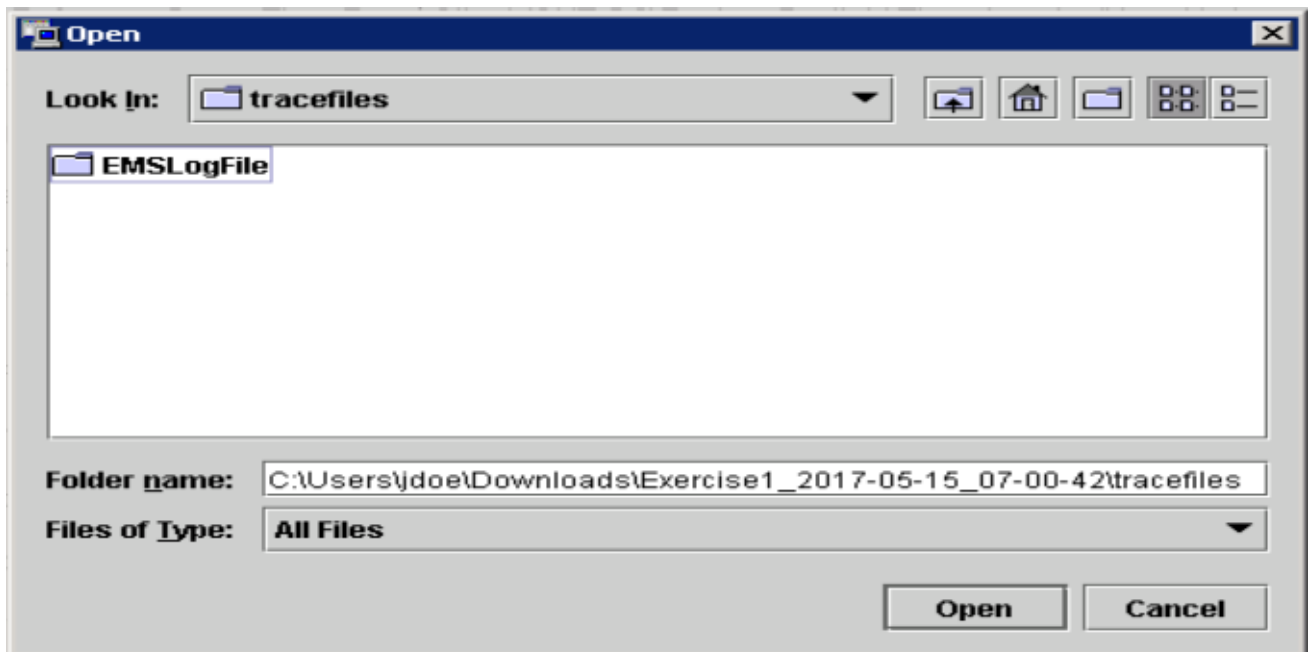 Open
Look In: tracefiles
EMSLogFile
Folder name: C:\Users\jdoe\Downloads\Exercise1_2017-05-15_07-00-42\tracefiles
Files of Type: All Files
Open Cancel